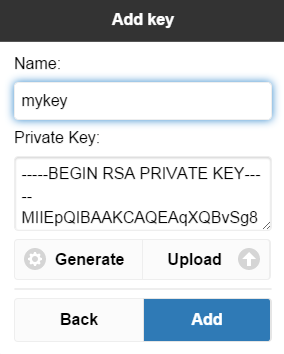 Add key
Name:
mykey
Private Key:
-----BEGIN RSA PRIVATE KEY---
--
MIIEpQIBAAKCAQEAqXQBvSg8
Generate Upload
Back Add